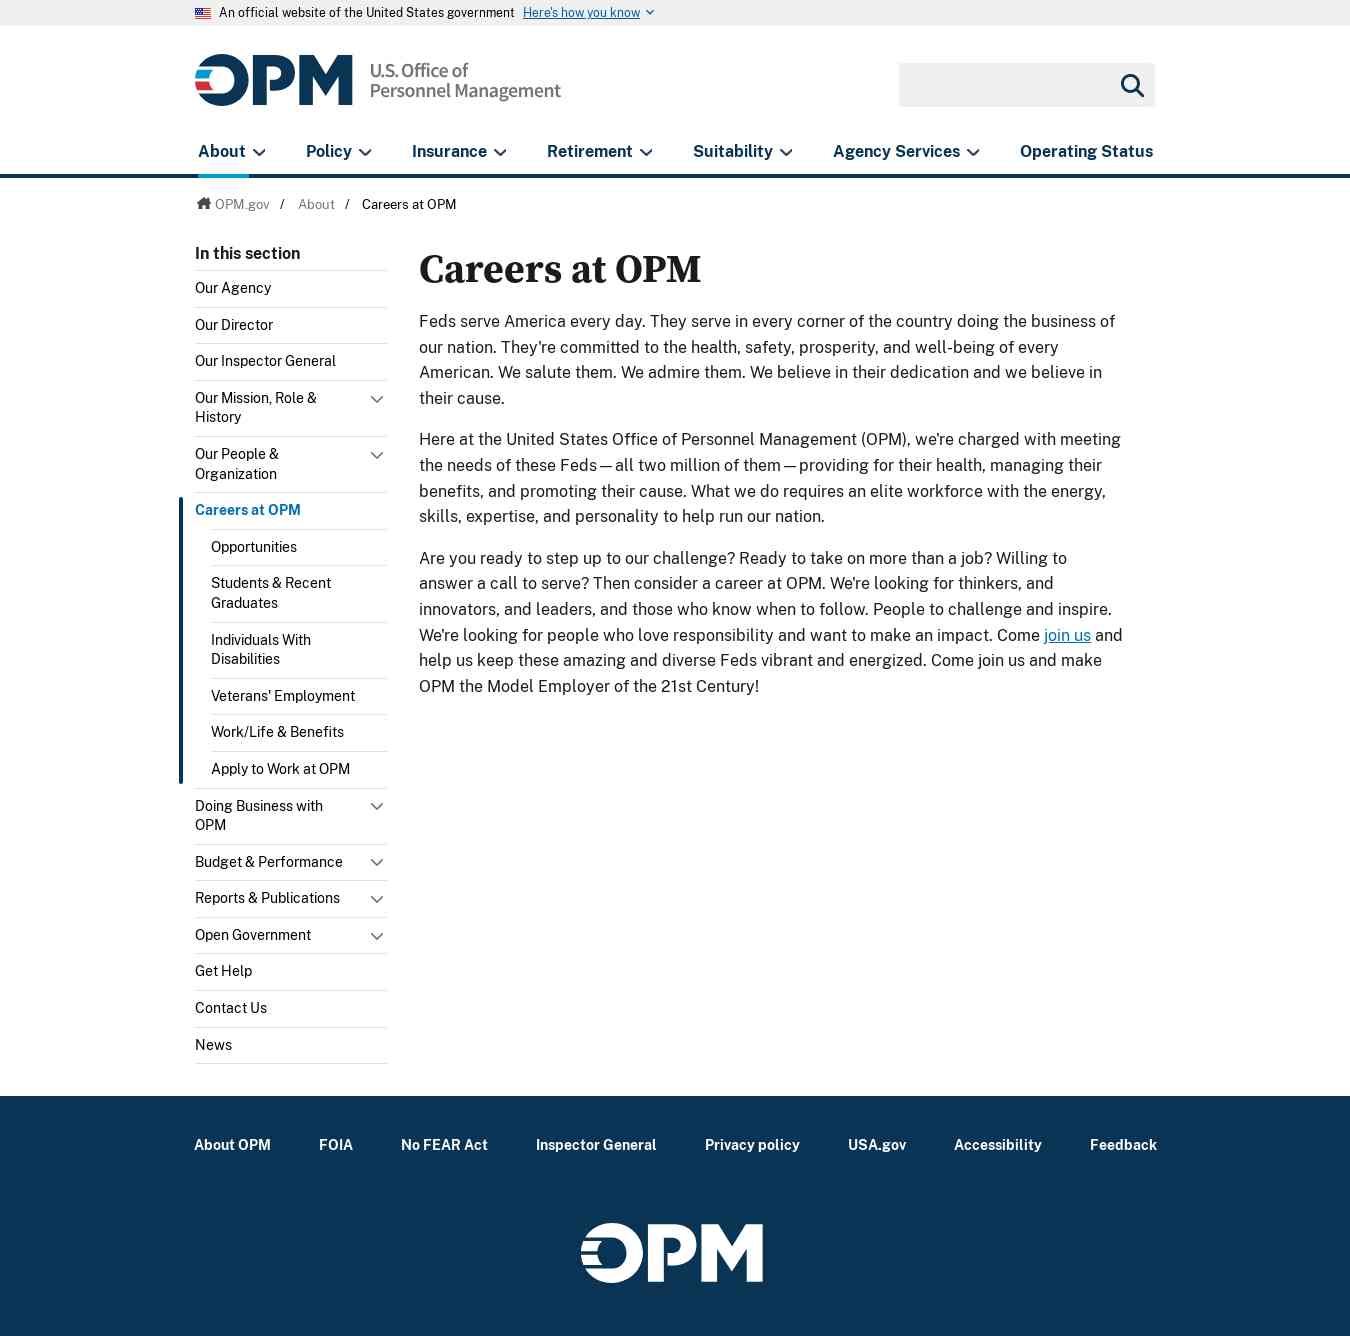 An official website of the United States government Here's how you know
OPM U.S. Office of
Personnel Management
About Policy Insurance Retirement Suitability Agency Services Operating Status
OPM.gov / About / Careers at OPM
In this section
Our Agency
Our Director
Our Inspector General
Our Mission, Role &
History
Our People &
Organization
Careers at OPM
Opportunities
Students & Recent
Graduates
Individuals With
Disabilities
Veterans' Employment
Work/Life & Benefits
Apply to Work at OPM
Doing Business with
OPM
Budget & Performance
Reports & Publications
Open Government
Get Help
Contact Us
News
Careers at OPM
Feds serve America every day. They serve in every corner of the country doing the business of
our nation. They're committed to the health, safety, prosperity, and well-being of every
American. We salute them. We admire them. We believe in their dedication and we believe in
their cause.
Here at the United States Office of Personnel Management (OPM), we're charged with meeting
the needs of these Feds — all two million of them — providing for their health, managing their
benefits, and promoting their cause. What we do requires an elite workforce with the energy,
skills, expertise, and personality to help run our nation.
Are you ready to step up to our challenge? Ready to take on more than a job? Willing to
answer a call to serve? Then consider a career at OPM. We're looking for thinkers, and
innovators, and leaders, and those who know when to follow. People to challenge and inspire.
We're looking for people who love responsibility and want to make an impact. Come join us and
help us keep these amazing and diverse Feds vibrant and energized. Come join us and make
OPM the Model Employer of the 21st Century!
About OPM FOIA No FEAR Act Inspector General Privacy policy USA.gov Accessibility Feedback
OPM